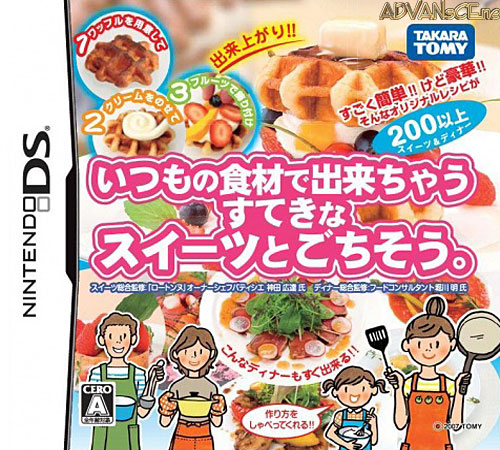 ADVANsCEne
TAKARA
TOMY
NINTENDO DS
1 ワッフルを用意して
2 クリームをのせて
3 フルーツで盛り付け
出来上がり!!
すごく簡単!!けど豪華!!
そんなオリジナルレシピが
200以上
スイーツ&ディナー
いつもの食材で出来ちゃう
すてきな
スイーツとごちそう。
スイーツ総合監修:「ロートンヌ」オーナーシェフパティシエ 神田 広達 氏 ディナー総合監修:フードコンサルタント 堀川 明 氏
こんなディナーもすぐ出来る!!
作り方を
しゃべってくれる!!
CERO
A
全年齢対象
© 2007 TOMY